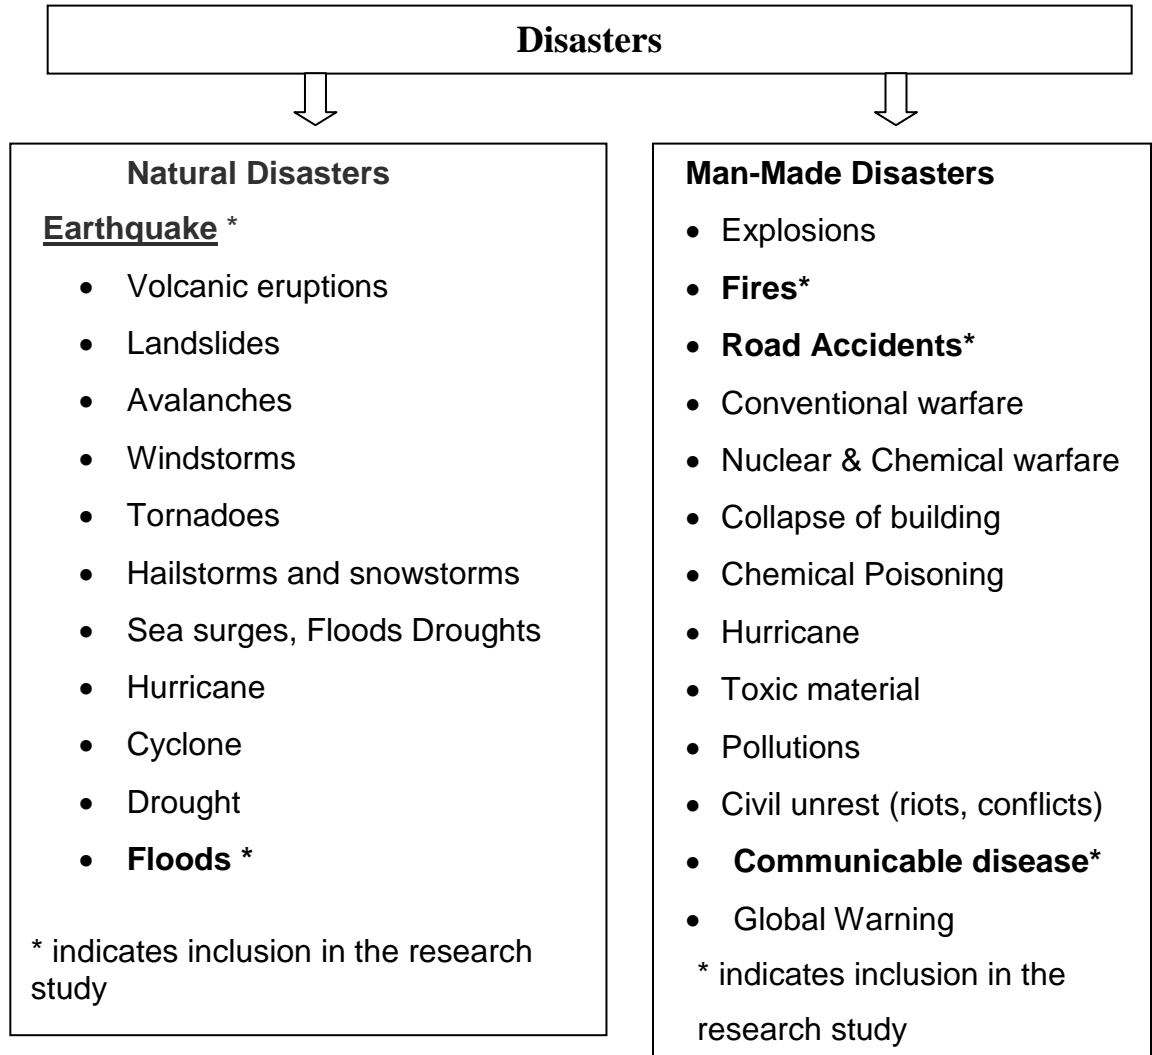 Disasters
Natural Disasters
Earthquake *
• Volcanic eruptions
• Landslides
• Avalanches
• Windstorms
• Tornadoes
• Hailstorms and snowstorms
• Sea surges, Floods Droughts
• Hurricane
• Cyclone
• Drought
• Floods *
* indicates inclusion in the research
study
Man-Made Disasters
• Explosions
• Fires*
• Road Accidents*
• Conventional warfare
• Nuclear & Chemical warfare
• Collapse of building
• Chemical Poisoning
• Hurricane
• Toxic material
• Pollutions
• Civil unrest (riots, conflicts)
• Communicable disease*
• Global Warning
* indicates inclusion in the
research study